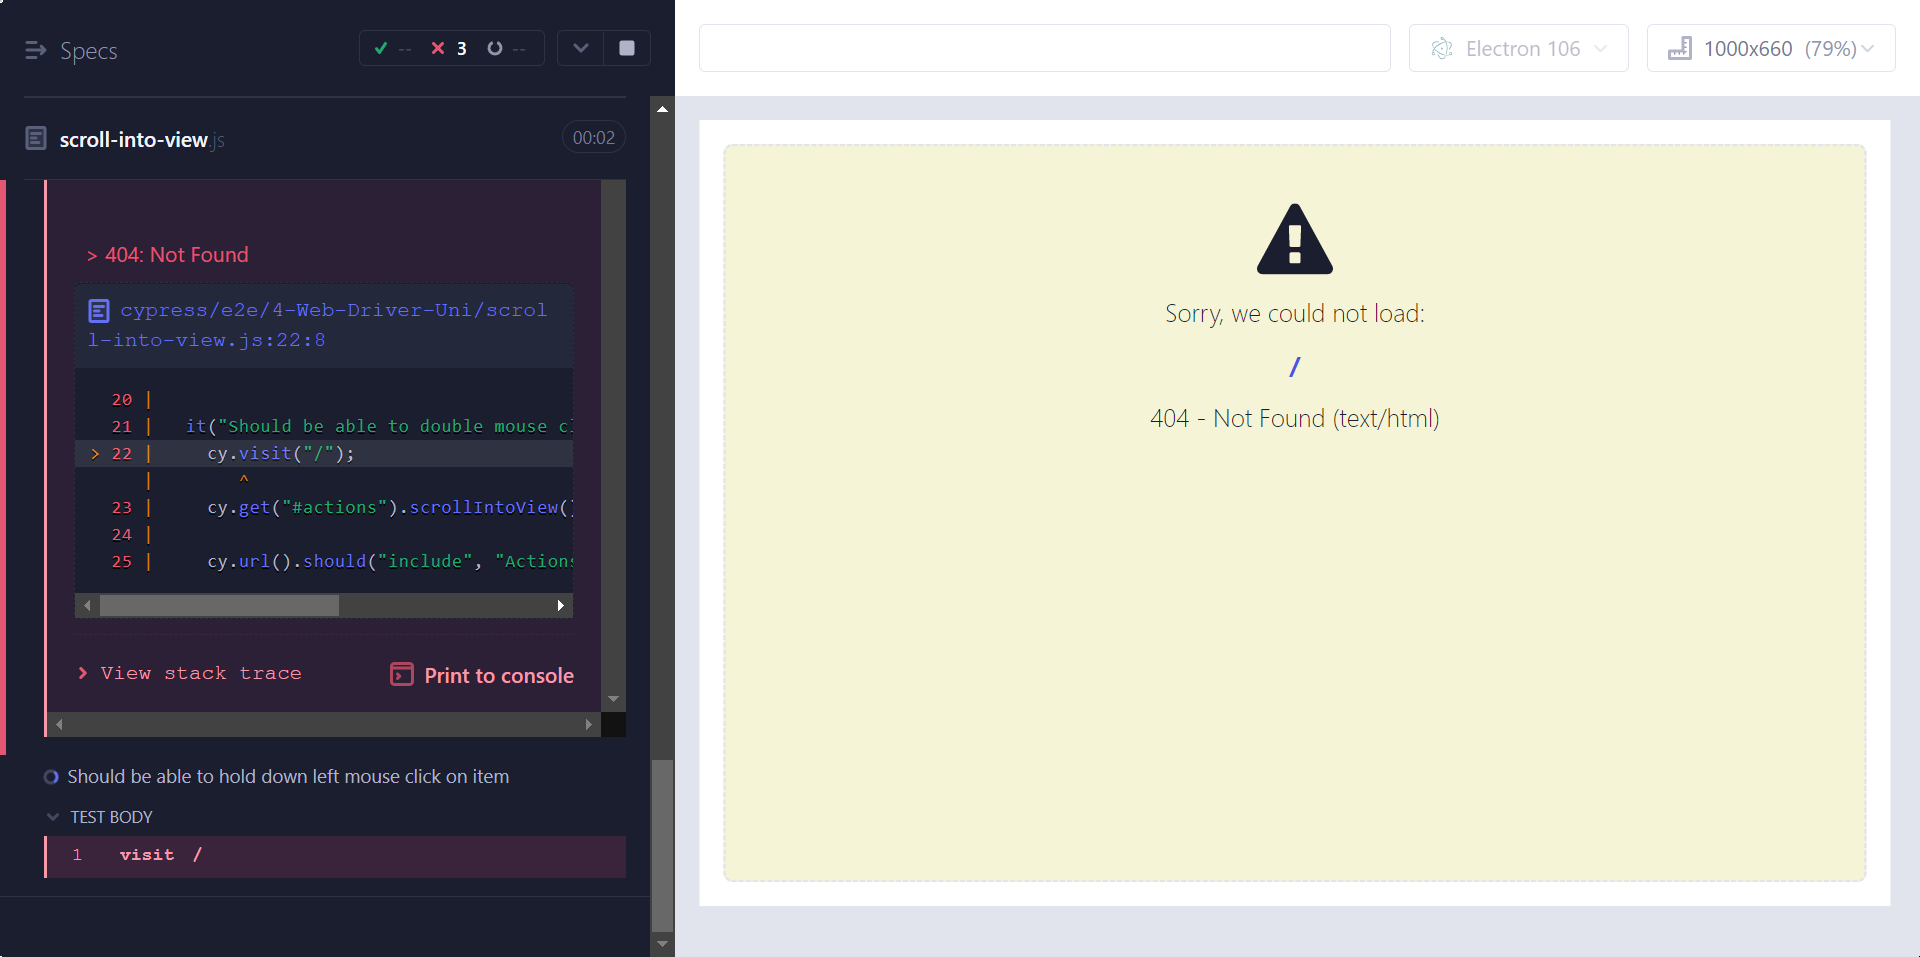 Specs
-- 3 --
scroll-into-view.js
00:02
> 404: Not Found
cypress/e2e/4-Web-Driver-Uni/scrol
l-into-view.js:22:8
20 |
21 | it("Should be able to double mouse cl
> 22 | cy.visit("/");
| ^
23 | cy.get("#actions").scrollIntoView()
24 |
25 | cy.url().should("include", "Actions
View stack trace
Print to console
Should be able to hold down left mouse click on item
TEST BODY
1 visit /
Electron 106
1000x660 (79%)
Sorry, we could not load:
/
404 - Not Found (text/html)